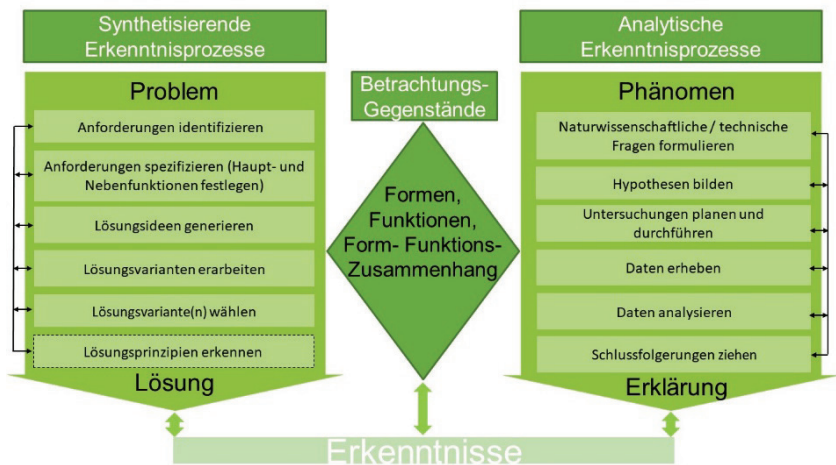 Synthetisierende
Erkenntnisprozesse
Problem
Anforderungen identifizieren
Anforderungen spezifizieren (Haupt- und
Nebenfunktionen festlegen)
Lösungsideen generieren
Lösungsvarianten erarbeiten
Lösungsvariante(n) wählen
Lösungsprinzipien erkennen
Lösung
Betrachtungs-
Gegenstände
Formen,
Funktionen,
Form- Funktions-
Zusammenhang
Analytische
Erkenntnisprozesse
Phänomen
Naturwissenschaftliche / technische
Fragen formulieren
Hypothesen bilden
Untersuchungen planen und
durchführen
Daten erheben
Daten analysieren
Schlussfolgerungen ziehen
Erklärung
Erkenntnisse